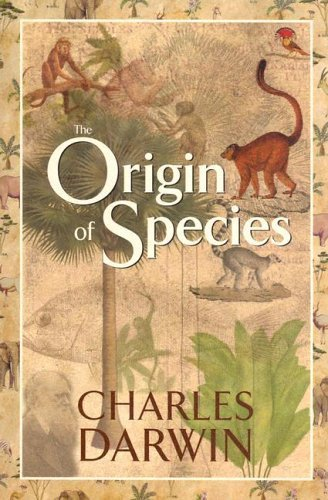 The
Origin
of Species
CHARLES
DARWIN